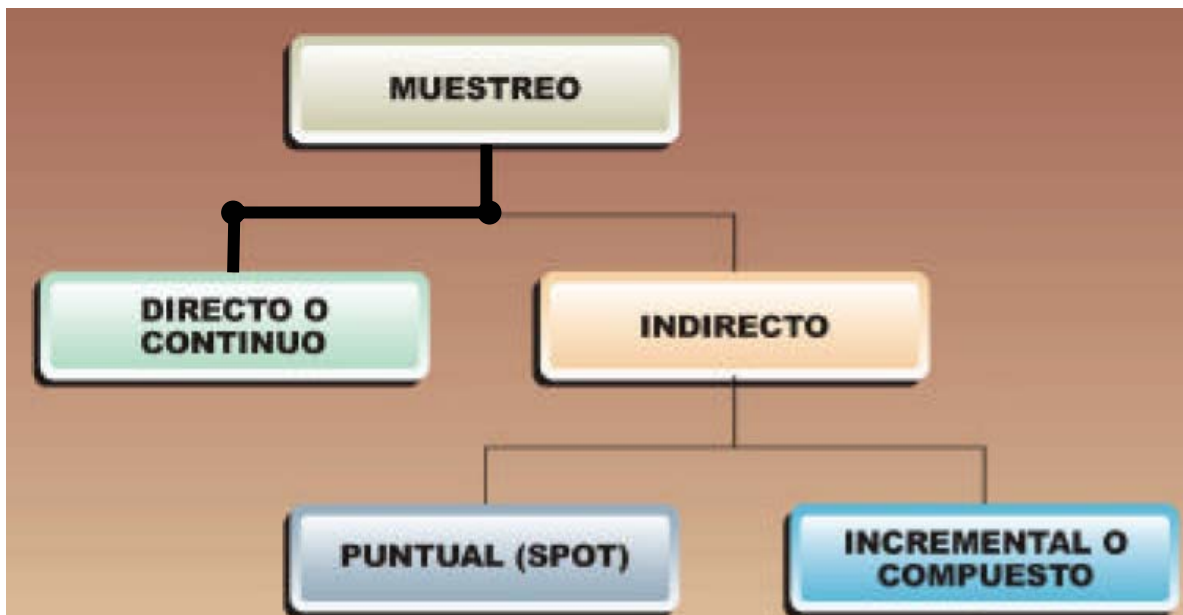 MUESTREO
DIRECTO O
CONTINUO
INDIRECTO
PUNTUAL (SPOT)
INCREMENTAL O
COMPUESTO